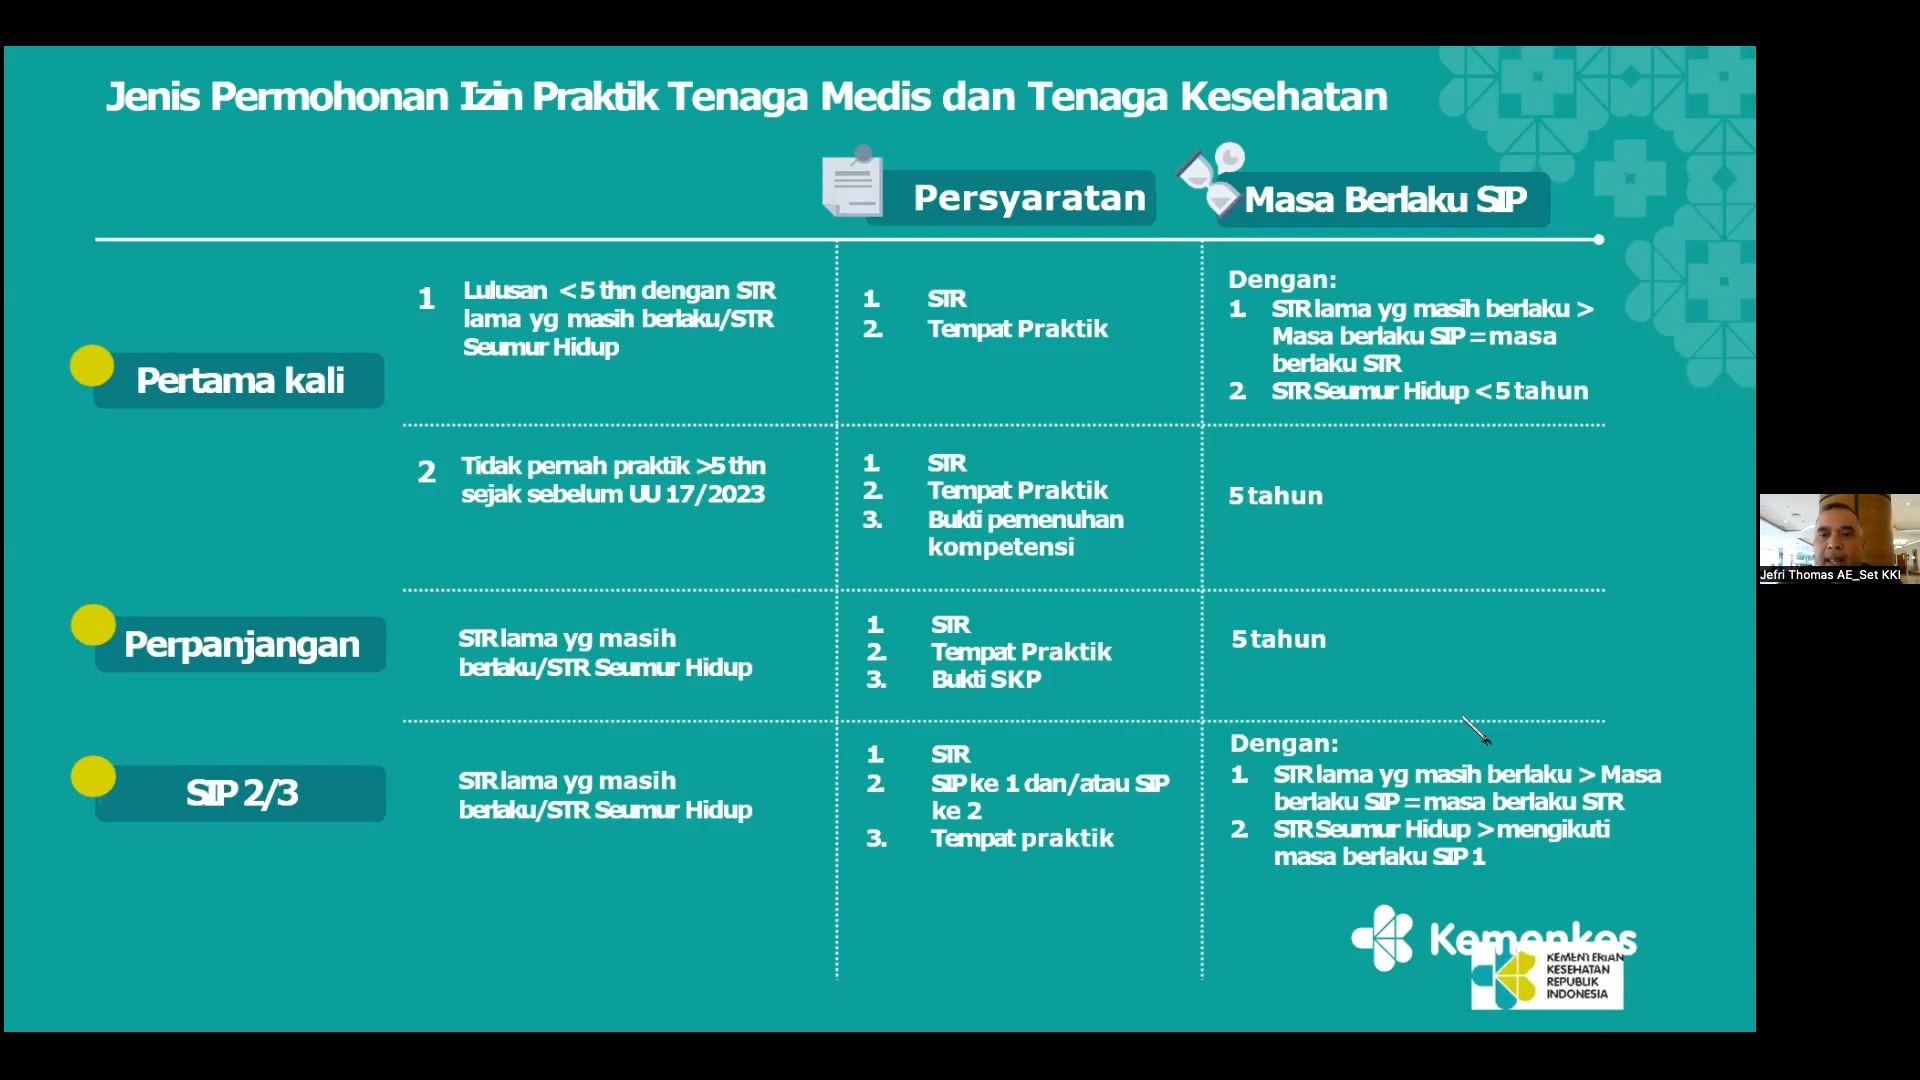 Jenis Permohonan Izin Praktik Tenaga Medis dan Tenaga Kesehatan
Persyaratan
Masa Berlaku SIP
Pertama kali
1 Lulusan < 5 thn dengan STR
lama yg masih berlaku/STR
Seumur Hidup
1. STR
2. Tempat Praktik
Dengan:
1. STR lama yg masih berlaku >
Masa berlaku SIP = masa
berlaku STR
2. STR Seumur Hidup < 5 tahun
2 Tidak pernah praktik >5 thn
sejak sebelum UU 17/2023
1. STR
2. Tempat Praktik
3. Bukti pemenuhan
kompetensi
5 tahun
Perpanjangan
STR lama yg masih
berlaku/STR Seumur Hidup
1. STR
2. Tempat Praktik
3. Bukti SKP
5 tahun
SIP 2/3
STR lama yg masih
berlaku/STR Seumur Hidup
1. STR
2. SIP ke 1 dan/atau SIP
ke 2
3. Tempat praktik
Dengan:
1. STR lama yg masih berlaku > Masa
berlaku SIP = masa berlaku STR
2. STR Seumur Hidup > mengikuti
masa berlaku SIP 1
Kemenkes
KEMENTERIAN
KESEHATAN
REPUBLIK
INDONESIA
Jefri Thomas AE_Set KKI